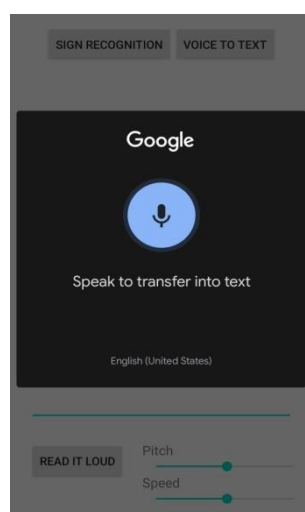 SIGN RECOGNITION VOICE TO TEXT
Google
Speak to transfer into text
English (United States)
READ IT LOUD
Pitch
Speed